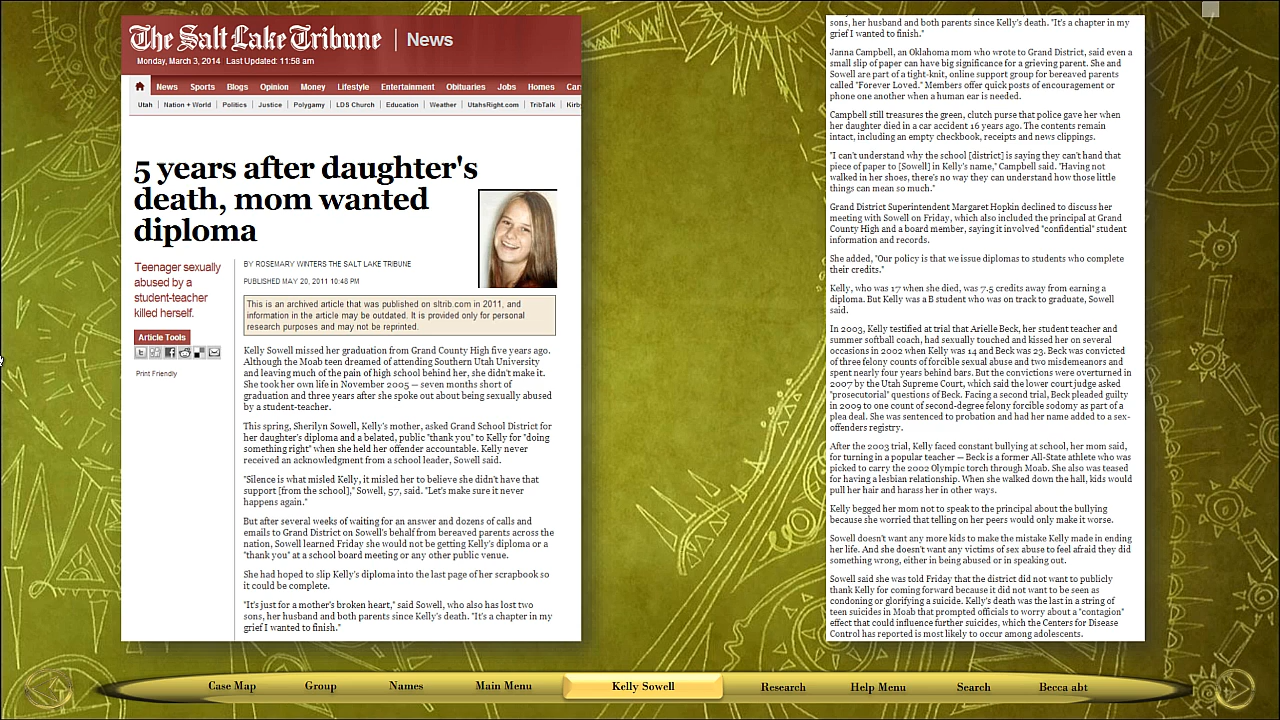 The Salt Lake Tribune | News
Monday, March 3, 2014 Last Updated: 11:58 am
News Sports Blogs Opinion Money Lifestyle Entertainment Obituaries Jobs Homes Cars
Utah | Nation + World | Politics | Justice | Polygamy | LDS Church | Education | Weather | UtahsRight.com | TribTalk | Kirby
5 years after daughter's
death, mom wanted
diploma
Teenager sexually
abused by a
student-teacher
killed herself.
Article Tools
Print Friendly
BY ROSEMARY WINTERS THE SALT LAKE TRIBUNE
PUBLISHED MAY 20, 2011 10:48 PM
This is an archived article that was published on sltrib.com in 2011, and
information in the article may be outdated. It is provided only for personal
research purposes and may not be reprinted.
Kelly Sowell missed her graduation from Grand County High five years ago.
Although the Moab teen dreamed of attending Southern Utah University
and leaving much of the pain of high school behind her, she didn't make it.
She took her own life in November 2005 — seven months short of
graduation and three years after she spoke out about being sexually abused
by a student-teacher.
This spring, Sherilyn Sowell, Kelly's mother, asked Grand School District for
her daughter's diploma and a belated, public "thank you" to Kelly for "doing
something right" when she held her offender accountable. Kelly never
received an acknowledgment from a school leader, Sowell said.
"Silence is what misled Kelly, it misled her to believe she didn't have that
support [from the school]," Sowell, 57, said. "Let's make sure it never
happens again."
But after several weeks of waiting for an answer and dozens of calls and
emails to Grand District on Sowell's behalf from bereaved parents across the
nation, Sowell learned Friday she would not be getting Kelly's diploma or a
"thank you" at a school board meeting or any other public venue.
She had hoped to slip Kelly's diploma into the last page of her scrapbook so
it could be complete.
"It's just for a mother's broken heart," said Sowell, who also has lost two
sons, her husband and both parents since Kelly's death. "It's a chapter in my
grief I wanted to finish."
sons, her husband and both parents since Kelly's death. "It's a chapter in my
grief I wanted to finish."
Janna Campbell, an Oklahoma mom who wrote to Grand District, said even a
small slip of paper can have big significance for a grieving parent. She and
Sowell are part of a tight-knit, online support group for bereaved parents
called "Forever Loved." Members offer quick posts of encouragement or
phone one another when a human ear is needed.
Campbell still treasures the green, clutch purse that police gave her when
her daughter died in a car accident 16 years ago. The contents remain
intact, including an empty checkbook, receipts and news clippings.
"I can't understand why the school [district] is saying they can't hand that
piece of paper to [Sowell] in Kelly's name," Campbell said. "Having not
walked in her shoes, there's no way they can understand how those little
things can mean so much."
Grand District Superintendent Margaret Hopkin declined to discuss her
meeting with Sowell on Friday, which also included the principal at Grand
County High and a board member, saying it involved "confidential" student
information and records.
She added, "Our policy is that we issue diplomas to students who complete
their credits."
Kelly, who was 17 when she died, was 7.5 credits away from earning a
diploma. But Kelly was a B student who was on track to graduate, Sowell
said.
In 2003, Kelly testified at trial that Arielle Beck, her student teacher and
summer softball coach, had sexually touched and kissed her on several
occasions in 2002 when Kelly was 14 and Beck was 23. Beck was convicted
of three felony counts of forcible sexual abuse and two misdemeanors and
spent nearly four years behind bars. But the convictions were overturned in
2007 by the Utah Supreme Court, which said the lower court judge asked
"prosecutorial" questions of Beck. Facing a second trial, Beck pleaded guilty
in 2009 to one count of second-degree felony forcible sodomy as part of a
plea deal. She was sentenced to probation and had her name added to a sex-
offenders registry.
After the 2003 trial, Kelly faced constant bullying at school, her mom said,
for turning in a popular teacher — Beck is a former All-State athlete who was
picked to carry the 2002 Olympic torch through Moab. She also was teased
for having a lesbian relationship. When she walked down the hall, kids would
pull her hair and harass her in other ways.
Kelly begged her mom not to speak to the principal about the bullying
because she worried that telling on her peers would only make it worse.
Sowell doesn't want any more kids to make the mistake Kelly made in ending
her life. And she doesn't want any victims of sex abuse to feel afraid they did
something wrong, either in being abused or in speaking out.
Sowell said she was told Friday that the district did not want to publicly
thank Kelly for coming forward because it did not want to be seen as
condoning or glorifying a suicide. Kelly's death was the last in a string of
teen suicides in Moab that prompted officials to worry about a "contagion"
effect that could influence further suicides, which the Centers for Disease
Control has reported is most likely to occur among adolescents.
Case Map Group Names Main Menu Kelly Sowell Research Help Menu Search Becca abt